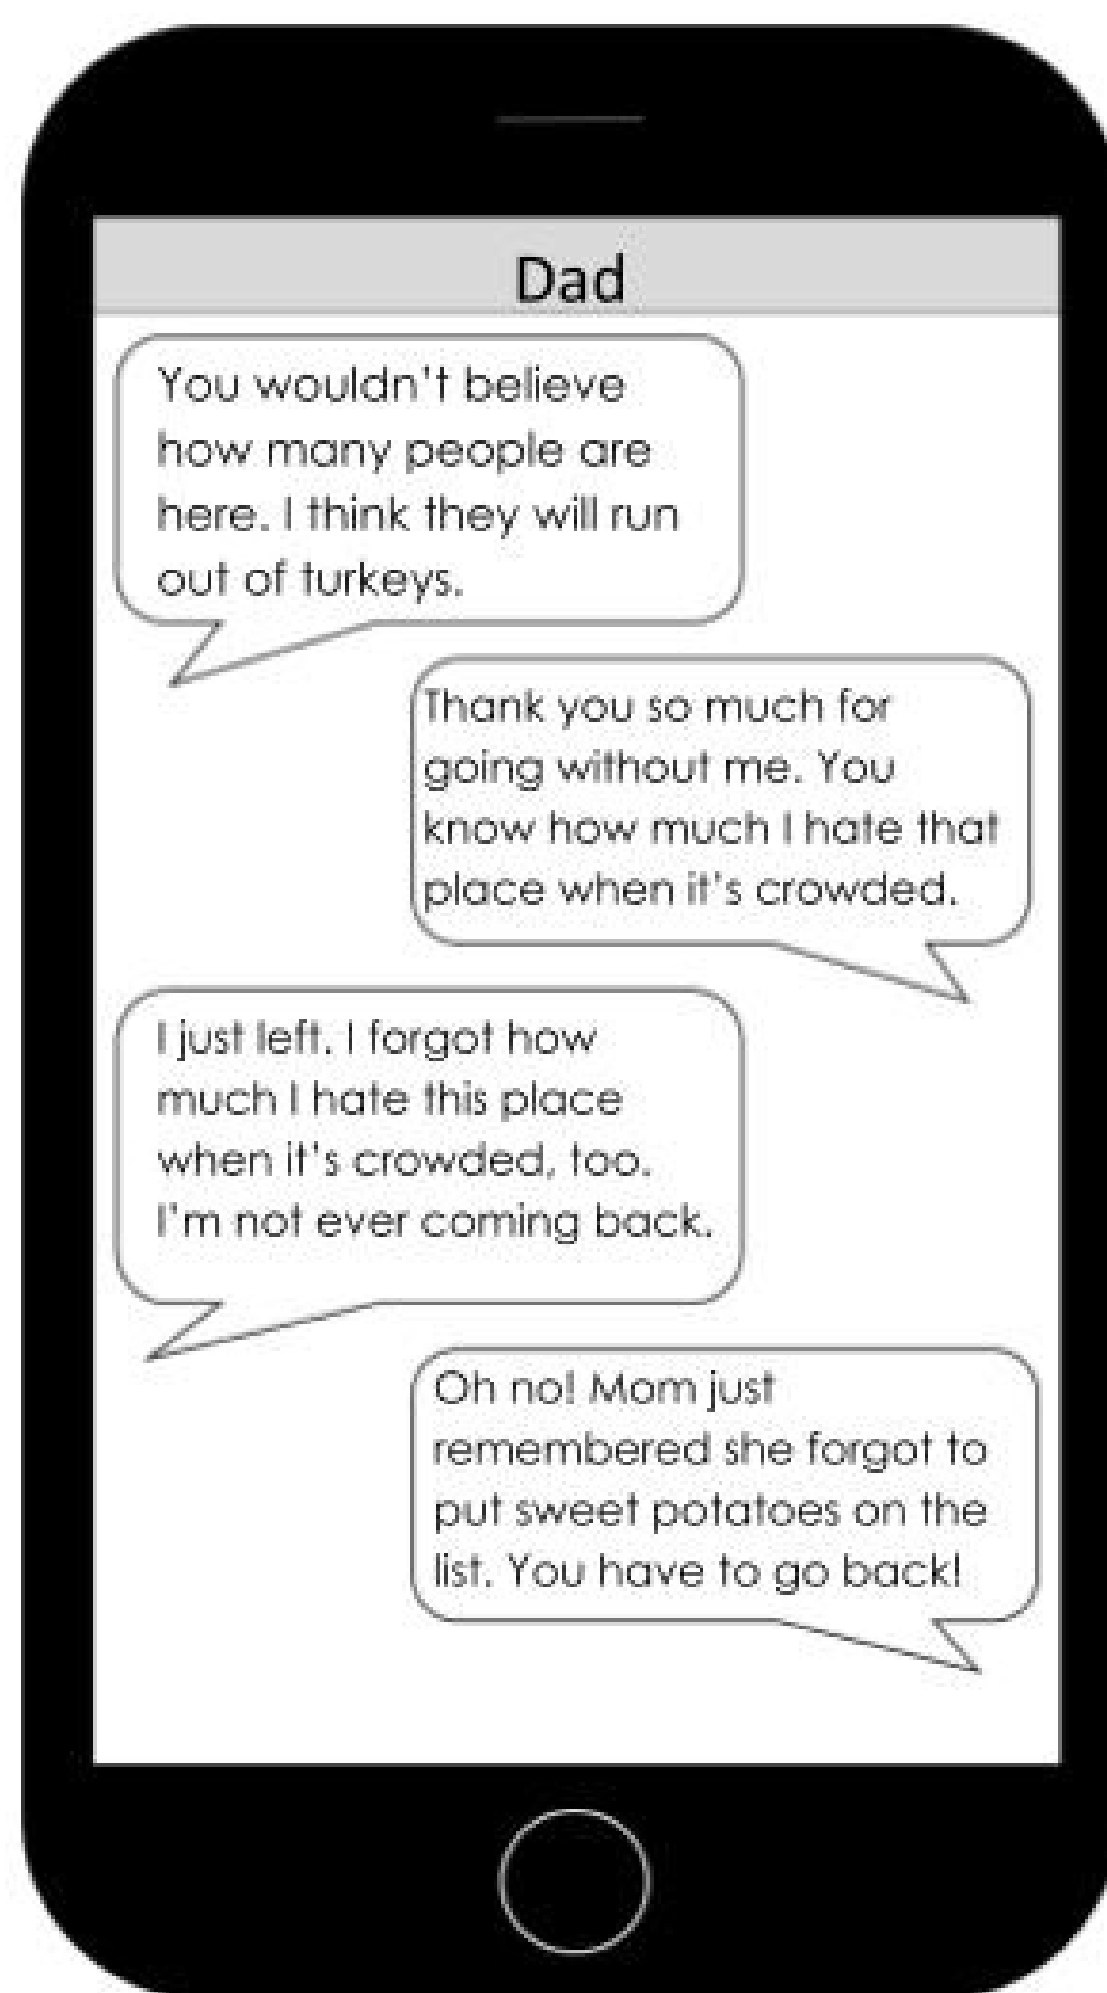 Dad
You wouldn't believe
how many people are
here. I think they will run
out of turkeys.
Thank you so much for
going without me. You
know how much I hate that
place when it's crowded.
I just left. I forgot how
much I hate this place
when it's crowded, too.
I'm not ever coming back.
Oh no! Mom just
remembered she forgot to
put sweet potatoes on the
list. You have to go back!